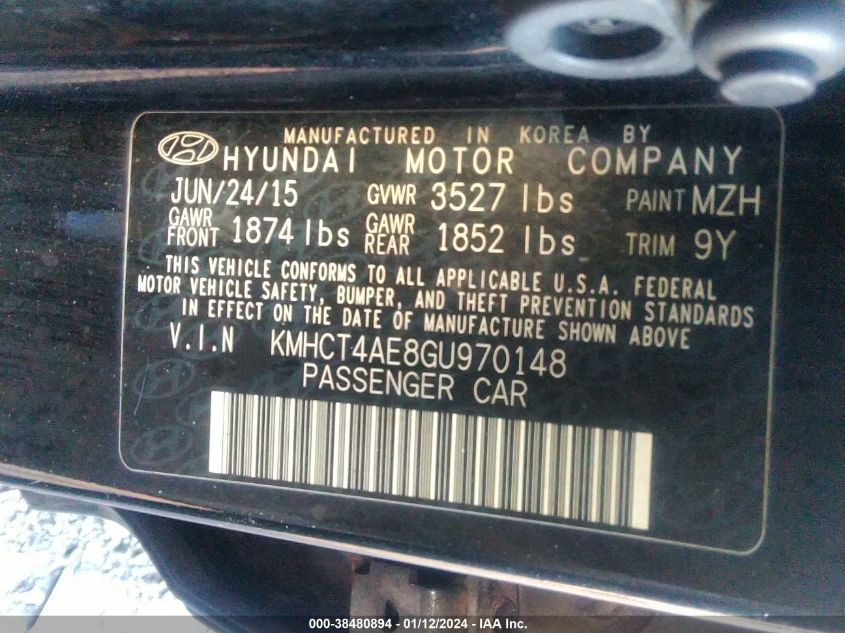 MANUFACTURED IN KOREA BY
HYUNDAI MOTOR COMPANY
JUN/24/15 GVWR 3527 lbs PAINT MZH
GAWR FRONT 1874 lbs GAWR REAR 1852 lbs TRIM 9Y
THIS VEHICLE CONFORMS TO ALL APPLICABLE U.S.A. FEDERAL
MOTOR VEHICLE SAFETY, BUMPER, AND THEFT PREVENTION STANDARDS
IN EFFECT ON THE DATE OF MANUFACTURE SHOWN ABOVE.
V.I.N KMHCT4AE8GU970148
PASSENGER CAR
000-38480894 - 01/12/2024 - IAA Inc.